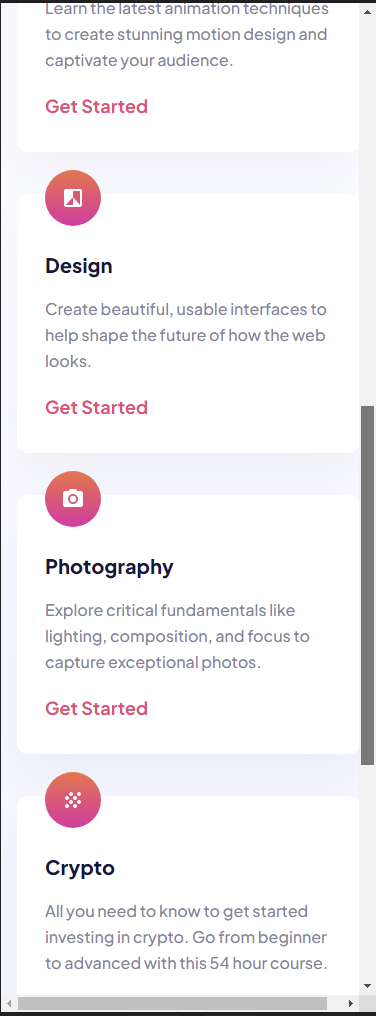 Learn the latest animation techniques
to create stunning motion design and
captivate your audience.
Get Started
Design
Create beautiful, usable interfaces to
help shape the future of how the web
looks.
Get Started
Photography
Explore critical fundamentals like
lighting, composition, and focus to
capture exceptional photos.
Get Started
Crypto
All you need to know to get started
investing in crypto. Go from beginner
to advanced with this 54 hour course.